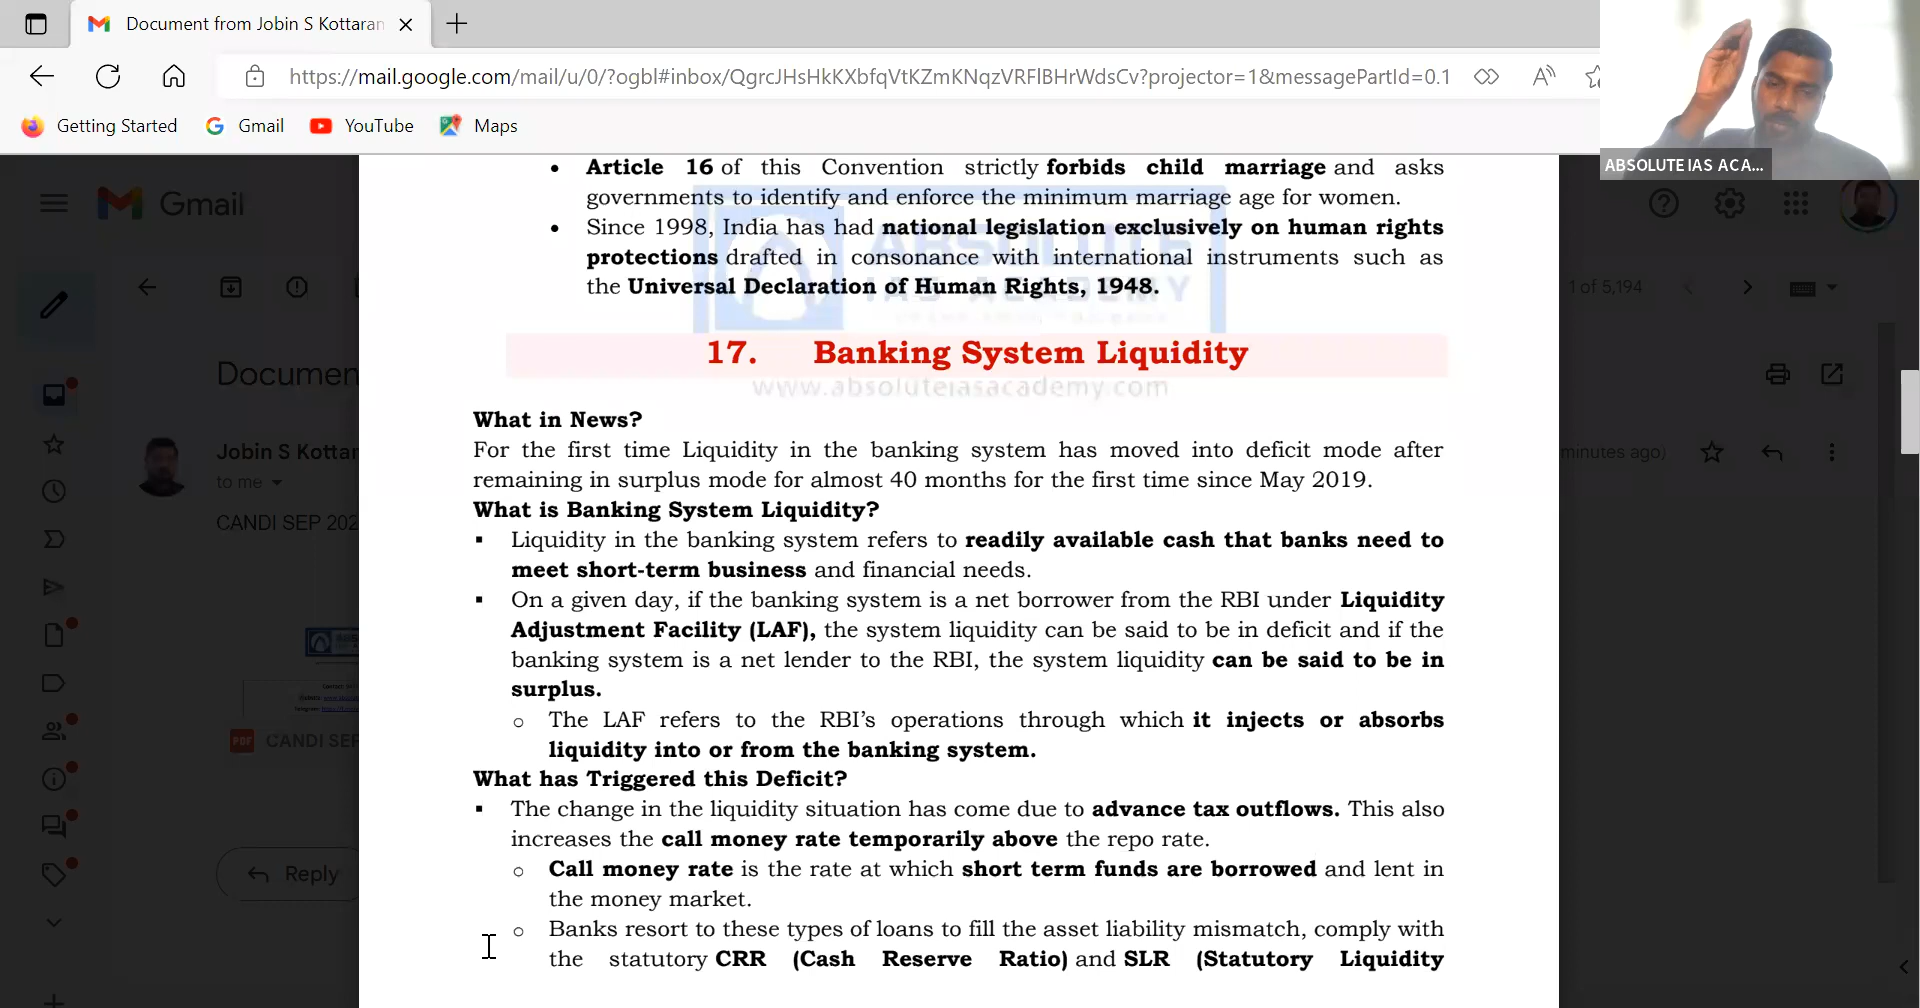 Document from Jobin S Kottaran
https://mail.google.com/mail/u/0/?ogbl#inbox/QgrcJHsHkKXbfqVtKZmKNqzVRFlBHrWdsCv?projector=1&messagePartId=0.1
Getting Started Gmail YouTube Maps
ABSOLUTE IAS ACA...
Gmail
1 of 5,194
Documen
Jobin S Kottar
to me
minutes ago)
CANDI SEP 202
PDF CANDI SEP
Reply
• Article 16 of this Convention strictly forbids child marriage and asks
governments to identify and enforce the minimum marriage age for women.
• Since 1998, India has had national legislation exclusively on human rights
protections drafted in consonance with international instruments such as
the Universal Declaration of Human Rights, 1948.
ABSOLUTE
IAS ACADEMY
17. Banking System Liquidity
www.absoluteiasacademy.com
What in News?
For the first time Liquidity in the banking system has moved into deficit mode after
remaining in surplus mode for almost 40 months for the first time since May 2019.
What is Banking System Liquidity?
▪ Liquidity in the banking system refers to readily available cash that banks need to
meet short-term business and financial needs.
▪ On a given day, if the banking system is a net borrower from the RBI under Liquidity
Adjustment Facility (LAF), the system liquidity can be said to be in deficit and if the
banking system is a net lender to the RBI, the system liquidity can be said to be in
surplus.
o The LAF refers to the RBI’s operations through which it injects or absorbs
liquidity into or from the banking system.
What has Triggered this Deficit?
▪ The change in the liquidity situation has come due to advance tax outflows. This also
increases the call money rate temporarily above the repo rate.
o Call money rate is the rate at which short term funds are borrowed and lent in
the money market.
o Banks resort to these types of loans to fill the asset liability mismatch, comply with
the statutory CRR (Cash Reserve Ratio) and SLR (Statutory Liquidity